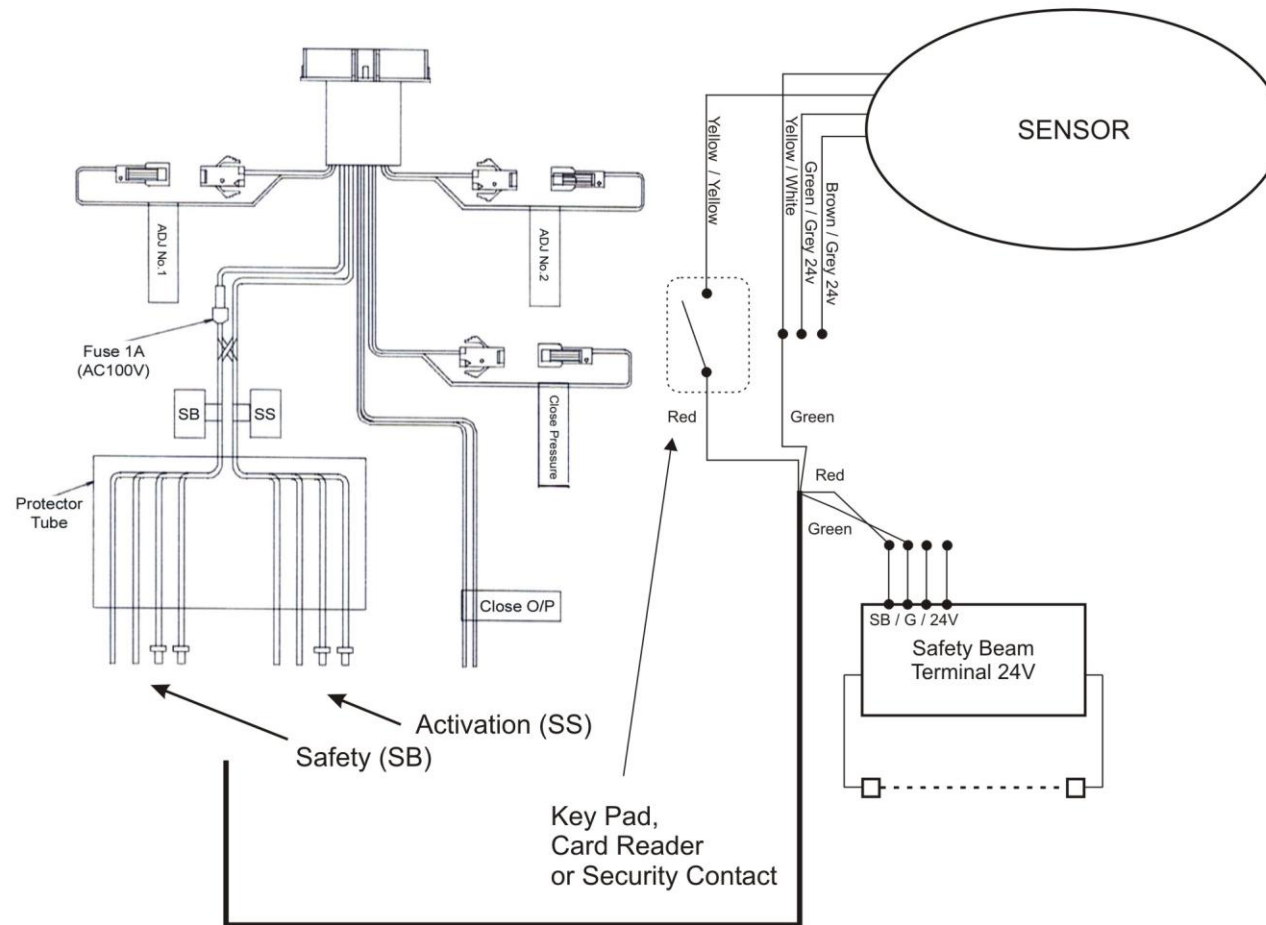 SENSOR
Yellow / Yellow
Yellow / White
Green / Grey 24v
Brown / Grey 24v
ADJ No.1
ADJ No.2
Fuse 1A
(AC100V)
SB
SS
Close Pressure
Red
Green
Protector
Tube
Red
Green
Close O/P
SB / G / 24V
Safety Beam
Terminal 24V
Activation (SS)
Safety (SB)
Key Pad,
Card Reader
or Security Contact